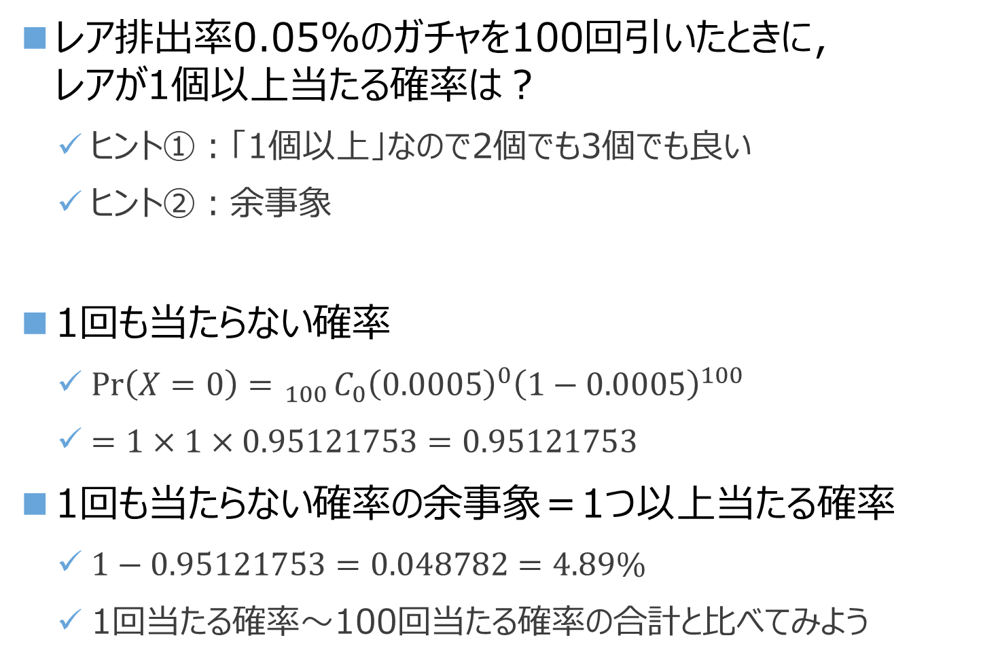 ■レア排出率0.05%のガチャを100回引いたときに,
レアが1個以上当たる確率は？
✓ ヒント①：「1個以上」なので2個でも3個でも良い
✓ ヒント②：余事象
■1回も当たらない確率
✓ Pr(𝑋 = 0) = ₁₀₀ 𝐶₀(0.0005)⁰(1 − 0.0005)¹⁰⁰
✓ = 1 × 1 × 0.95121753 = 0.95121753
■1回も当たらない確率の余事象＝1つ以上当たる確率
✓ 1 − 0.95121753 = 0.048782 = 4.89%
✓ 1回当たる確率～100回当たる確率の合計と比べてみよう